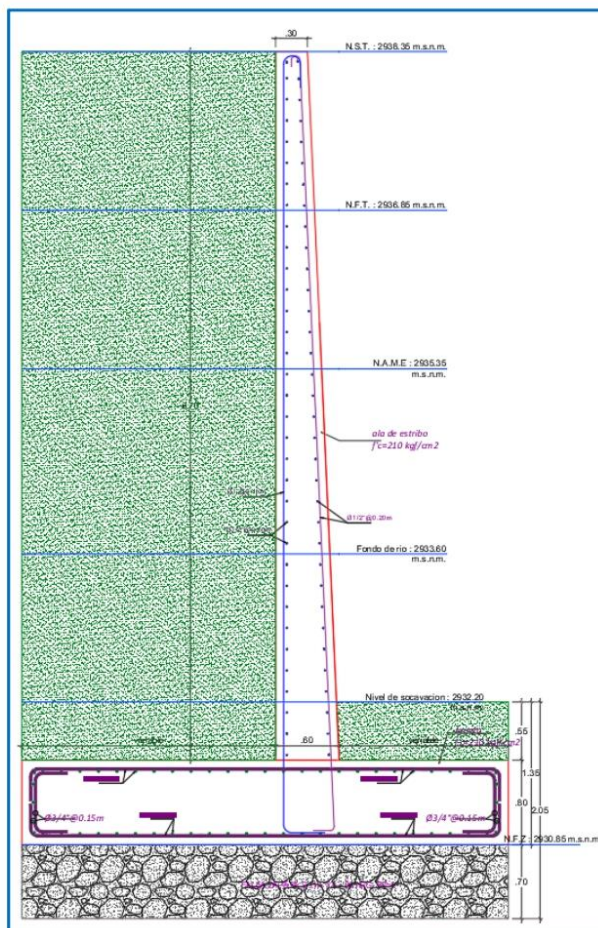 .30
N.S.T. : 2938.35 m.s.n.m.
N.F.T. : 2936.85 m.s.n.m.
N.A.M.E : 2935.35
m.s.n.m.
ala de estribo
f'c=210 kgf/cm2
Ø1/2"@0.20m
Fondo de rio : 2933.60
m.s.n.m.
Nivel de socavacion : 2932.20
m.s.n.m.
.60
.55
1.35
.80
2.05
Ø3/4"@0.15m
Ø3/4"@0.15m
N.F.Z : 2930.85 m.s.n.m.
.70